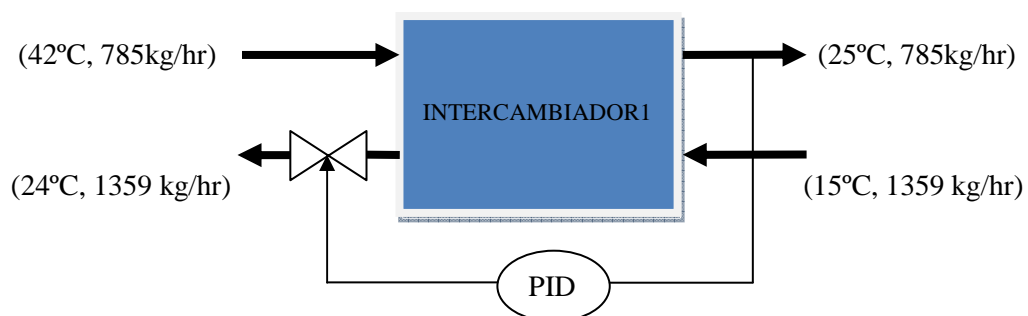 (42ºC, 785kg/hr)
(25ºC, 785kg/hr)
INTERCAMBIADOR1
(24ºC, 1359 kg/hr)
(15ºC, 1359 kg/hr)
PID